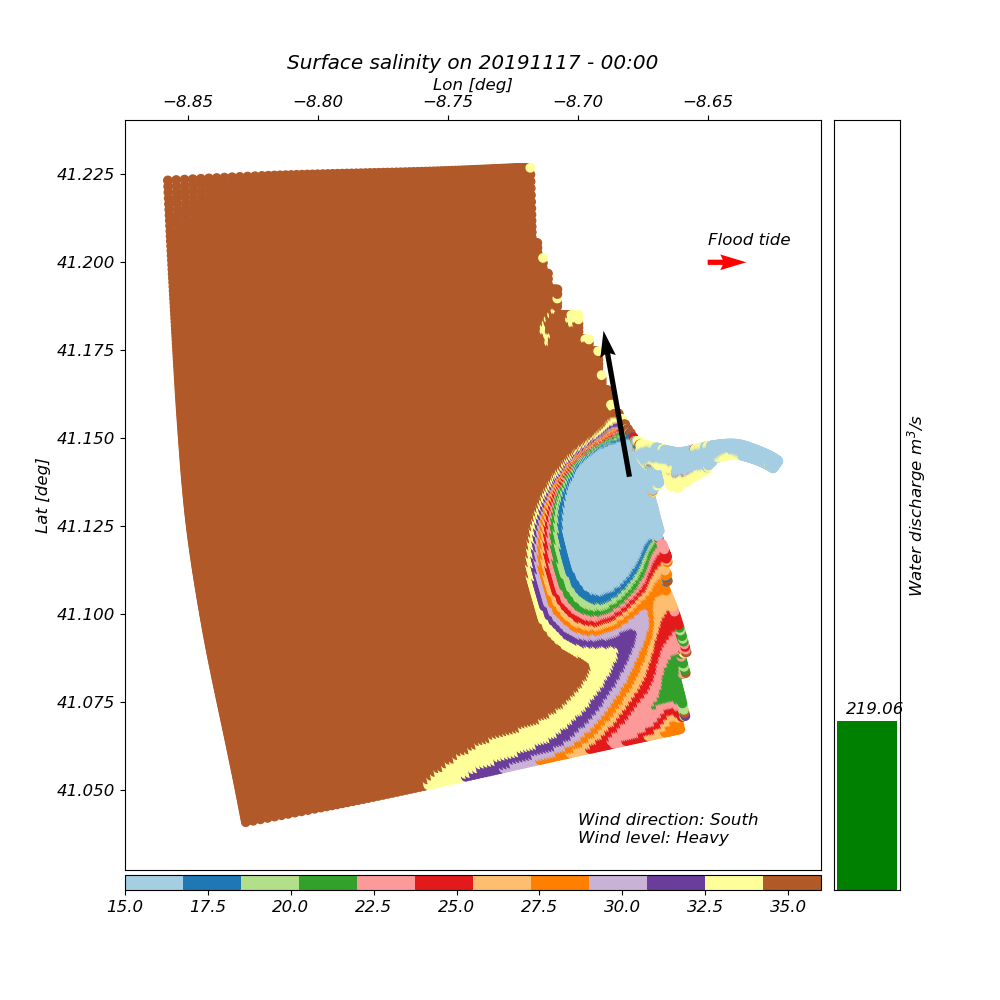 Surface salinity on 20191117 - 00:00
Lon [deg]
−8.85 −8.80 −8.75 −8.70 −8.65
41.225
41.200
41.175
41.150
41.125
41.100
41.075
41.050
Lat [deg]
Flood tide
Wind direction: South
Wind level: Heavy
219.06
Water discharge m³/s
15.0 17.5 20.0 22.5 25.0 27.5 30.0 32.5 35.0